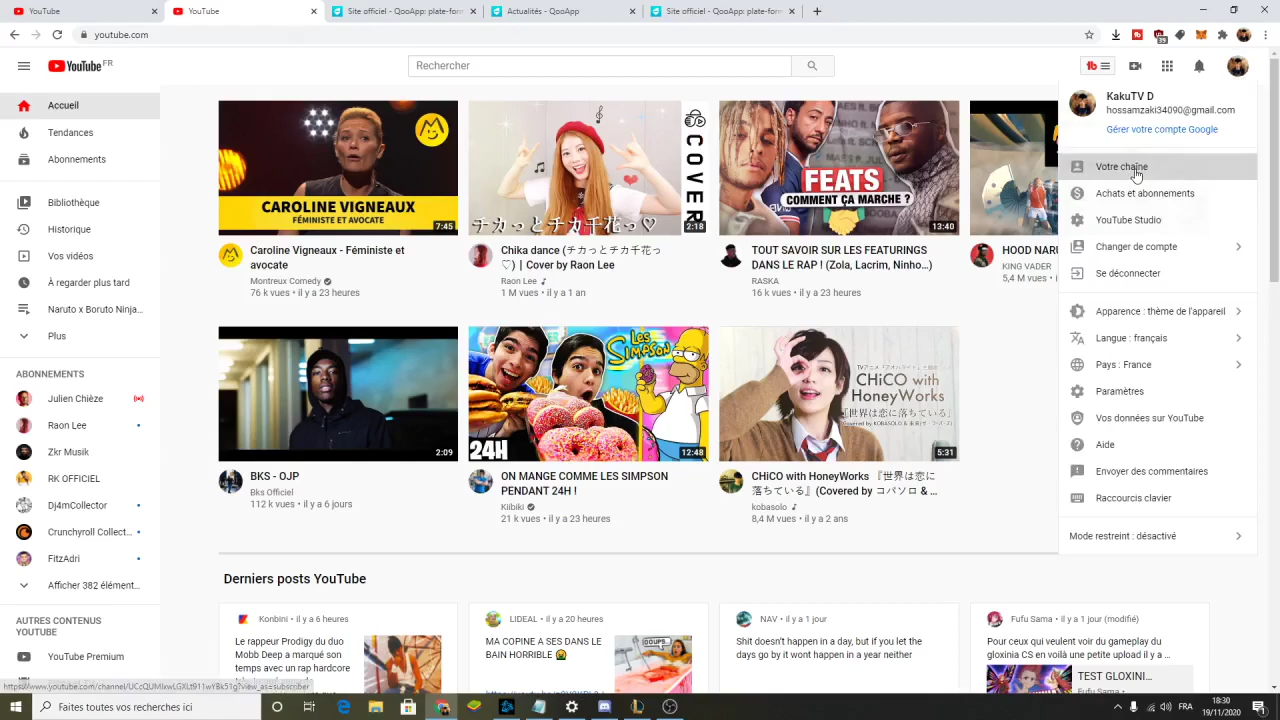 YouTube
YouTube
Site officiel - QooApp: plate-form
Actualités - QooApp
Site officiel - QooApp : plate-for
youtube.com
39
YouTube FR
Rechercher
Accueil
Tendances
Abonnements
Bibliothèque
Historique
Vos vidéos
À regarder plus tard
Naruto x Boruto Ninja...
Plus
ABONNEMENTS
Julien Chièze
Raon Lee
Zkr Musik
RK OFFICIEL
Dj4mCollector
Crunchyroll Collect...
FitzAdri
Afficher 382 élément...
AUTRES CONTENUS
YOUTUBE
YouTube Premium
CAROLINE VIGNEAUX
FÉMINISTE ET AVOCATE
7:45
Caroline Vigneaux - Féministe et
avocate
Montreux Comedy
76 k vues • il y a 23 heures
COVER
チカっとチカ千花っ♡
2:18
Chika dance (チカっとチカ千花っ
♡) | Cover by Raon Lee
Raon Lee
1 M vues • il y a 1 an
FEATS
COMMENT ÇA MARCHE ?
13:40
TOUT SAVOIR SUR LES FEATURINGS
DANS LE RAP ! (Zola, Lacrim, Ninho...)
RASKA
16 k vues • il y a 23 heures
HOOD NARU
KING VADER
5,4 M vues •
2:09
BKS - OJP
Bks Officiel
112 k vues • il y a 6 jours
Les
SIMPSON
24H
12:48
ON MANGE COMME LES SIMPSON
PENDANT 24H !
Kiibiki
21 k vues • il y a 23 heures
CHiCO with
HoneyWorks
『世界は恋に落ちている』
5:31
CHiCO with HoneyWorks 『世界は恋に
落ちている』(Covered by コバソロ & ...
kobasolo
8,4 M vues • il y a 2 ans
KakuTV D
hossamzaki34090@gmail.com
Gérer votre compte Google
Votre chaîne
Achats et abonnements
YouTube Studio
Changer de compte
Se déconnecter
Apparence : thème de l'appareil
Langue : français
Pays : France
Paramètres
Vos données sur YouTube
Aide
Envoyer des commentaires
Raccourcis clavier
Mode restreint : désactivé
Derniers posts YouTube
Konbini • il y a 6 heures
Le rappeur Prodigy du duo
Mobb Deep a marqué son
temps avec un rap hardcore
LIDEAL • il y a 20 heures
MA COPINE A SES DANS LE
BAIN HORRIBLE
NAV • il y a 1 jour
Shit doesn't happen in a day, but if you let the
days go by it wont happen in a year neither
Fufu Sama • il y a 1 jour (modifié)
Pour ceux qui veulent voir du gameplay du
gloxinia CS en voilà une petite upload il y a ...
TEST GLOXINI...
Fufu Sama •
Faites toutes vos recherches ici
FRA
18:30
19/11/2020
1